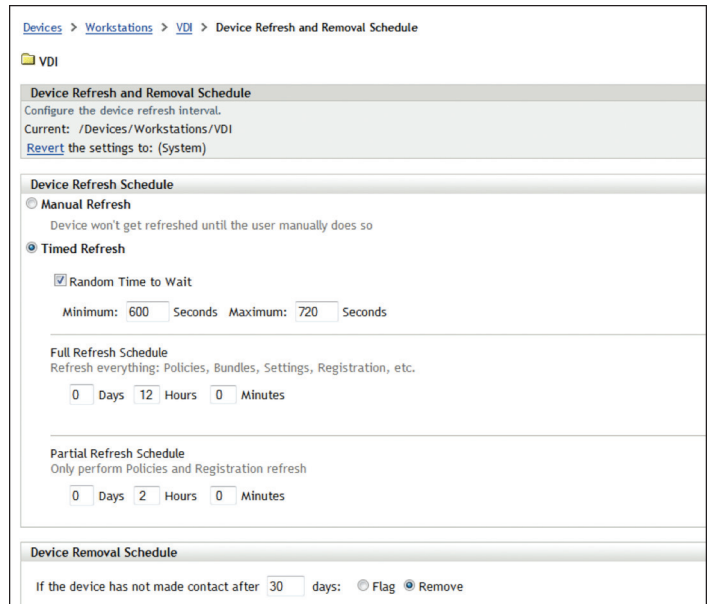 Devices > Workstations > VDI > Device Refresh and Removal Schedule
VDI
Device Refresh and Removal Schedule
Configure the device refresh interval.
Current: /Devices/Workstations/VDI
Revert the settings to: (System)
Device Refresh Schedule
Manual Refresh
Device won't get refreshed until the user manually does so
Timed Refresh
Random Time to Wait
Minimum: 600 Seconds Maximum: 720 Seconds
Full Refresh Schedule
Refresh everything: Policies, Bundles, Settings, Registration, etc.
0 Days 12 Hours 0 Minutes
Partial Refresh Schedule
Only perform Policies and Registration refresh
0 Days 2 Hours 0 Minutes
Device Removal Schedule
If the device has not made contact after 30 days: Flag Remove